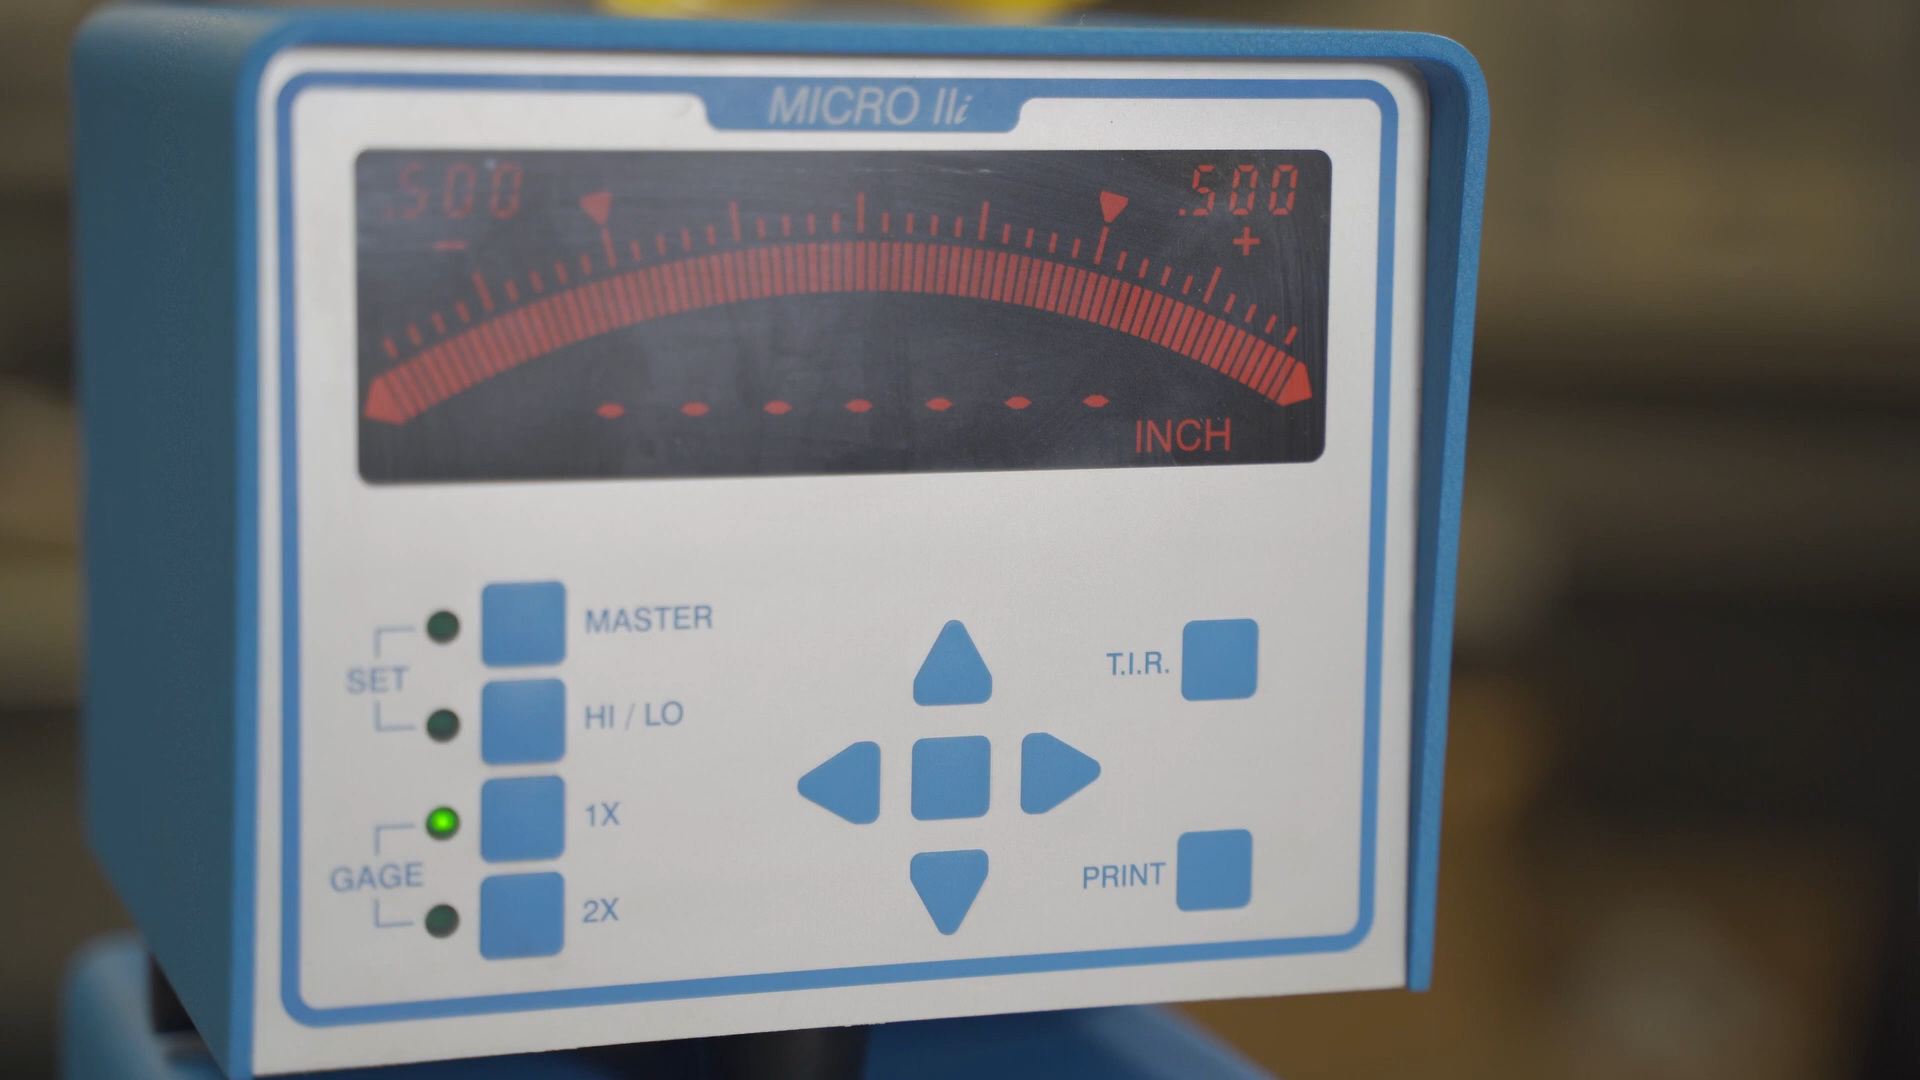 MICRO IIi
.500
.500
-
+
- - - - - - -
INCH
MASTER
SET
HI / LO
1X
GAGE
2X
T.I.R.
PRINT